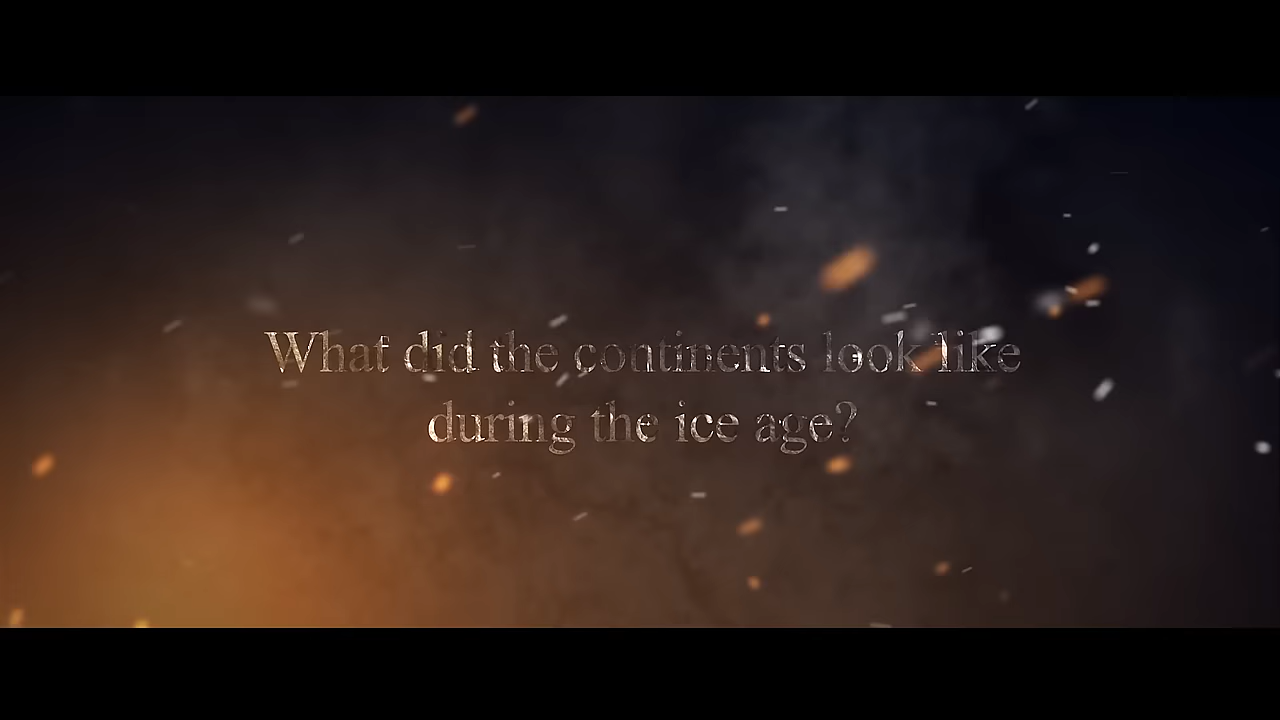 What did the continents look like
during the ice age?